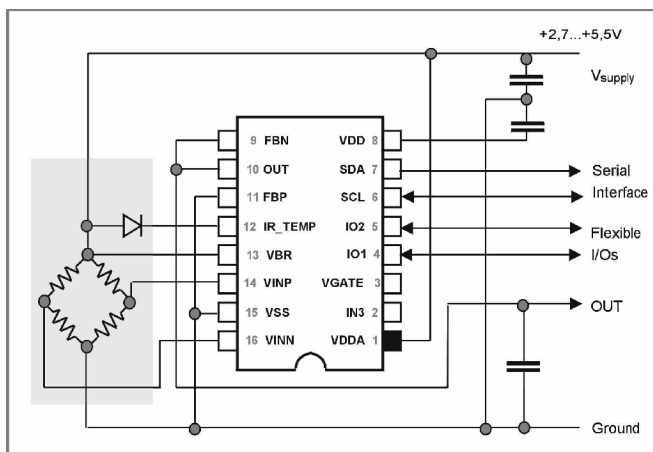 +2,7...+5,5V
Vsupply
9 FBN VDD 8
10 OUT SDA 7
Serial
11 FBP SCL 6
Interface
12 IR_TEMP IO2 5
Flexible
13 VBR IO1 4
I/Os
14 VINP VGATE 3
15 VSS IN3 2
OUT
16 VINN VDDA 1
Ground